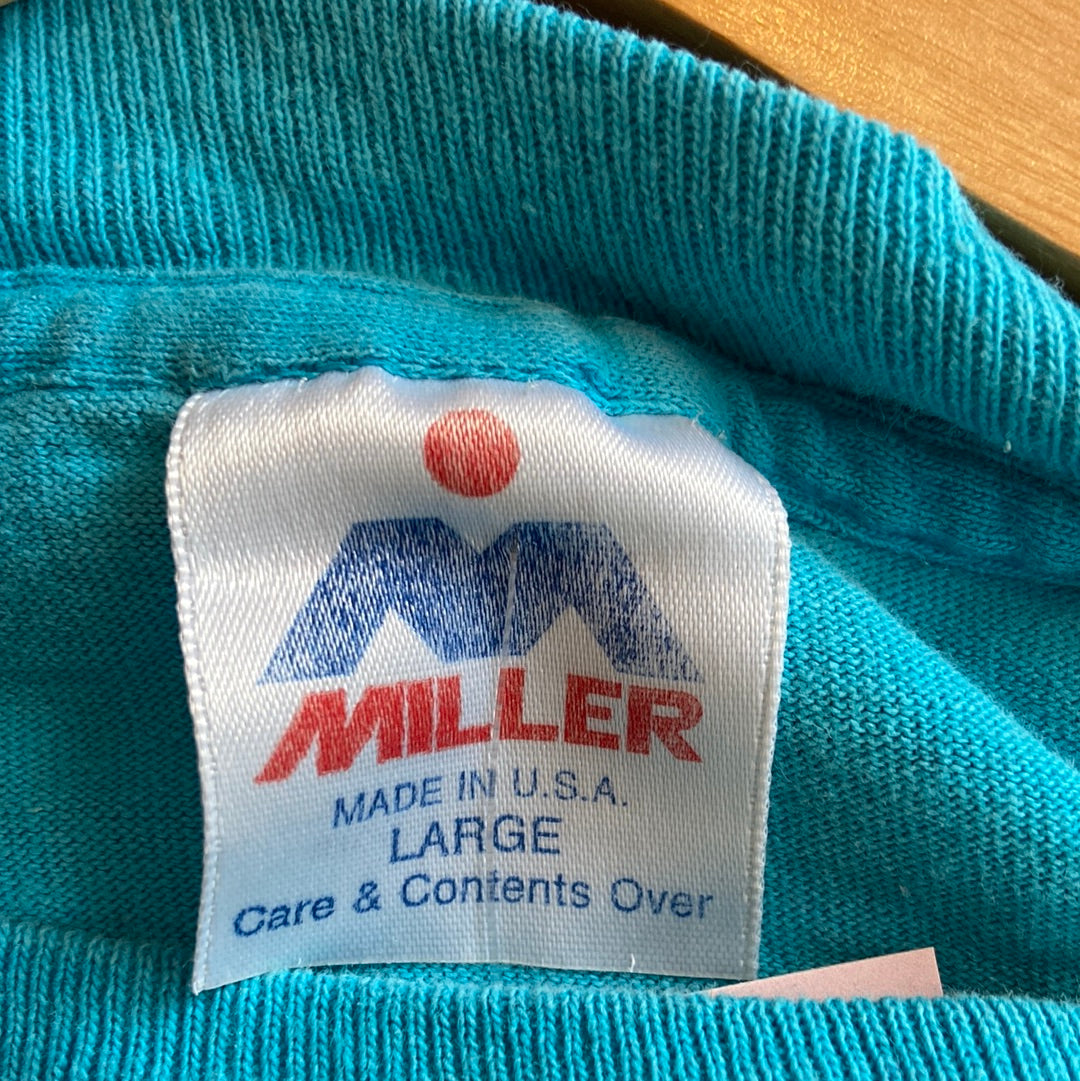 MILLER
MADE IN U.S.A.
LARGE
Care & Contents Over